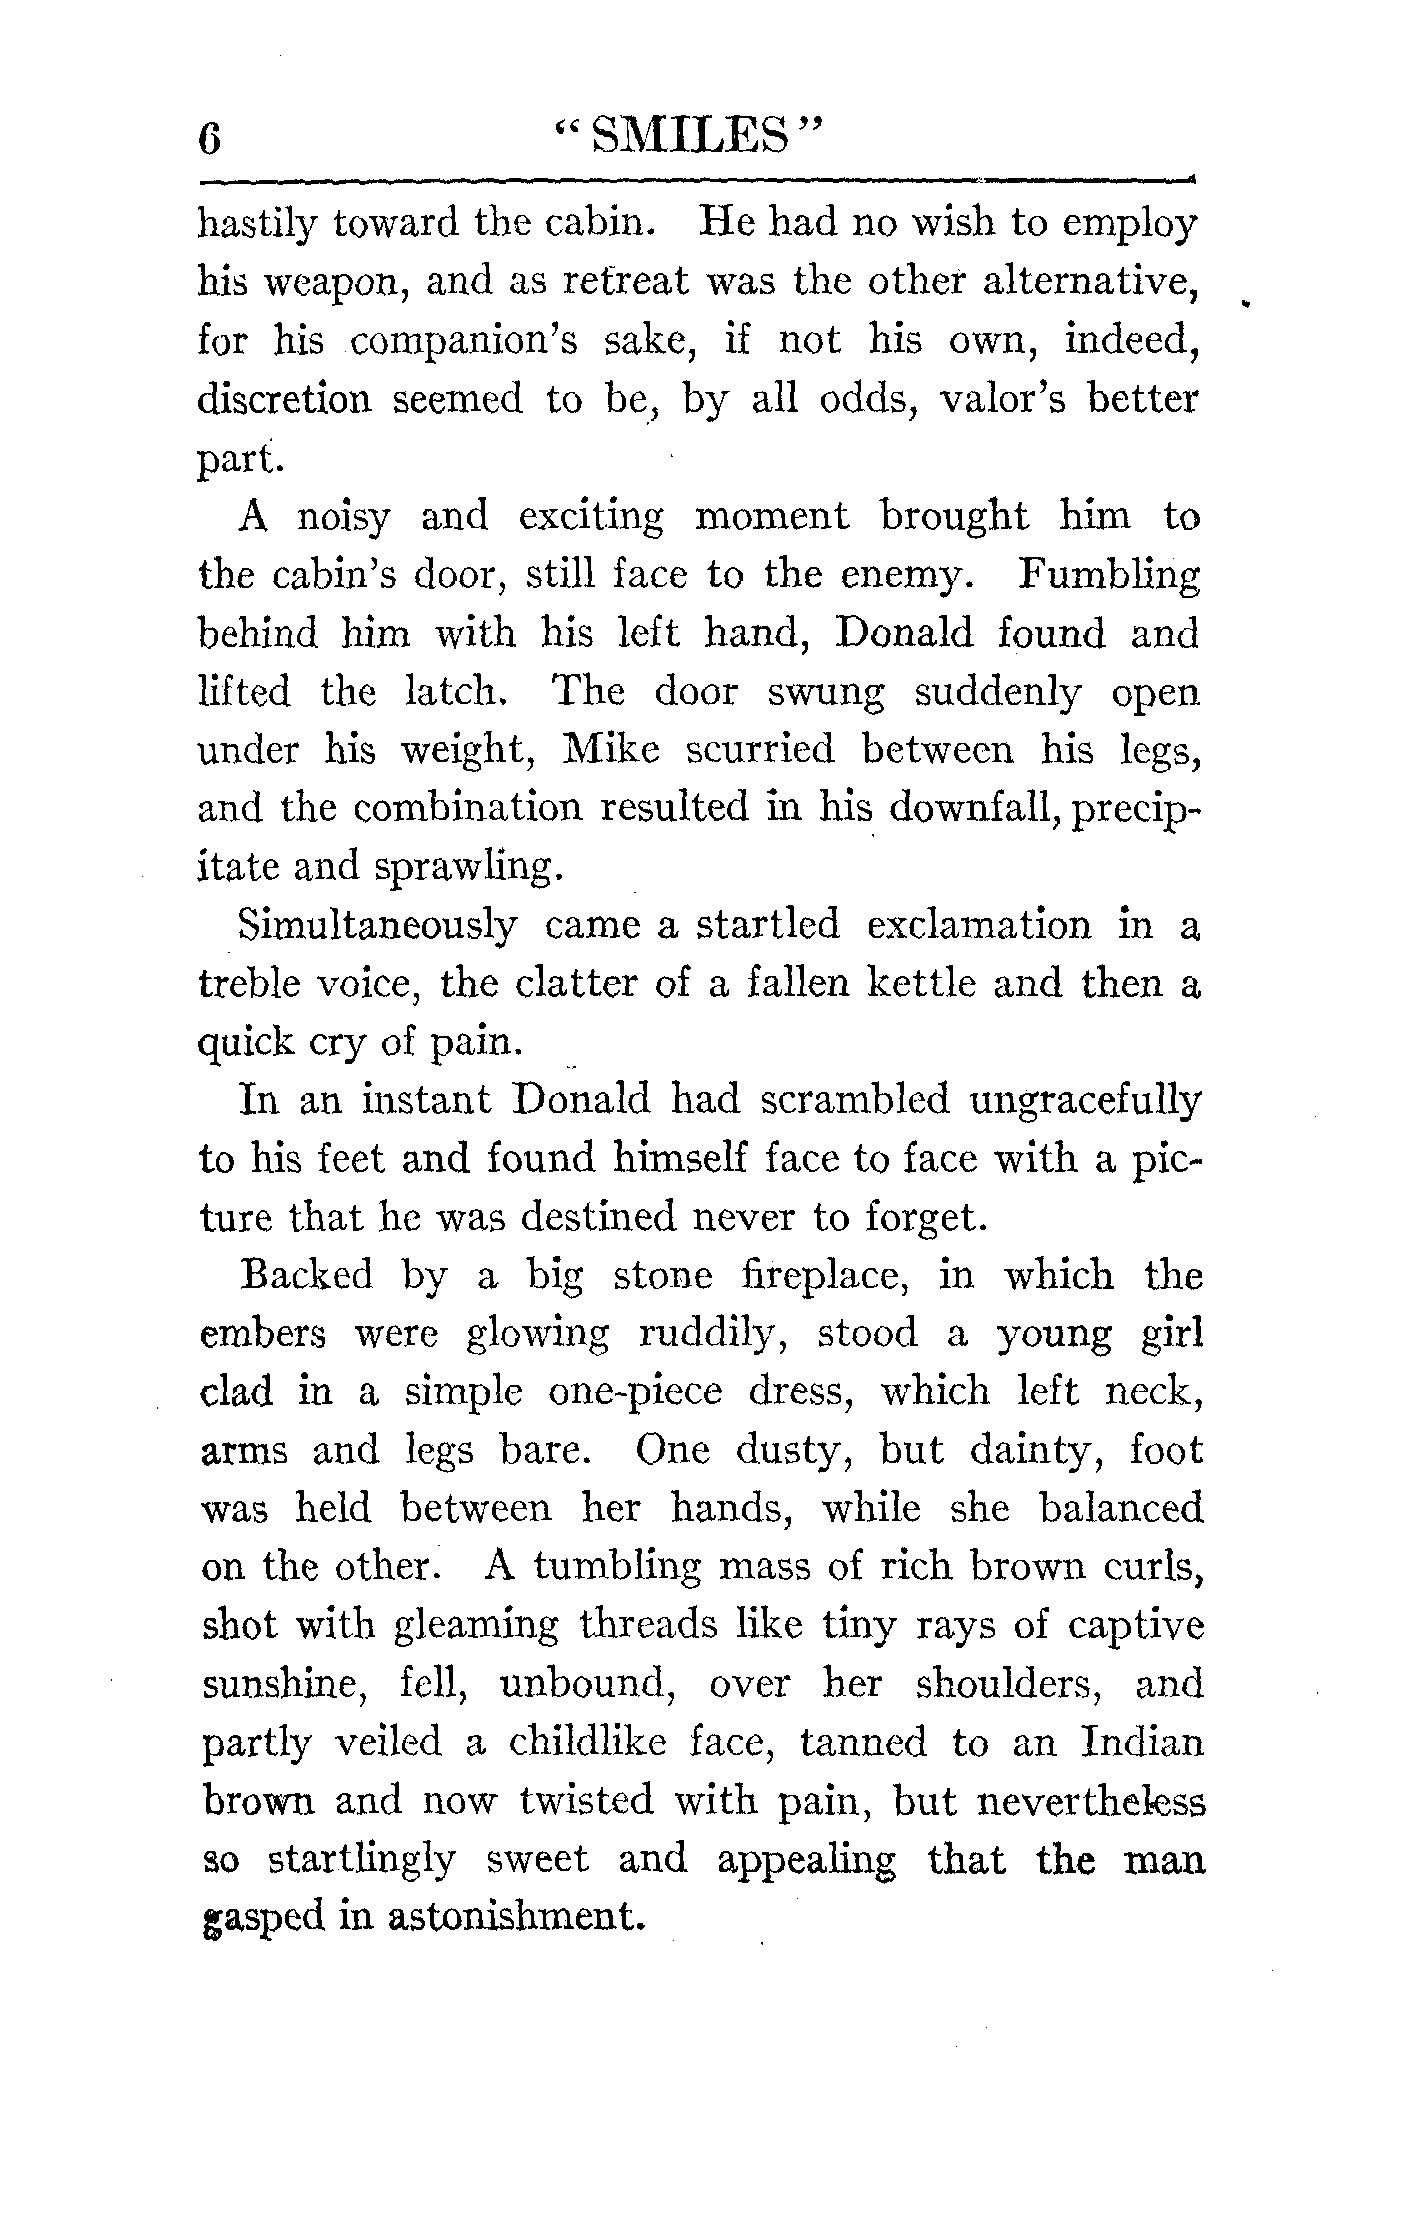 6 “ SMILES ”
hastily toward the cabin. He had no wish to employ
his weapon, and as retreat was the other alternative,
for his companion’s sake, if not his own, indeed,
discretion seemed to be, by all odds, valor’s better
part.
A noisy and exciting moment brought him to
the cabin’s door, still face to the enemy. Fumbling
behind him with his left hand, Donald found and
lifted the latch. The door swung suddenly open
under his weight, Mike scurried between his legs,
and the combination resulted in his downfall, precip-
itate and sprawling.
Simultaneously came a startled exclamation in a
treble voice, the clatter of a fallen kettle and then a
quick cry of pain.
In an instant Donald had scrambled ungracefully
to his feet and found himself face to face with a pic-
ture that he was destined never to forget.
Backed by a big stone fireplace, in which the
embers were glowing ruddily, stood a young girl
clad in a simple one-piece dress, which left neck,
arms and legs bare. One dusty, but dainty, foot
was held between her hands, while she balanced
on the other. A tumbling mass of rich brown curls,
shot with gleaming threads like tiny rays of captive
sunshine, fell, unbound, over her shoulders, and
partly veiled a childlike face, tanned to an Indian
brown and now twisted with pain, but nevertheless
so startlingly sweet and appealing that the man
gasped in astonishment.